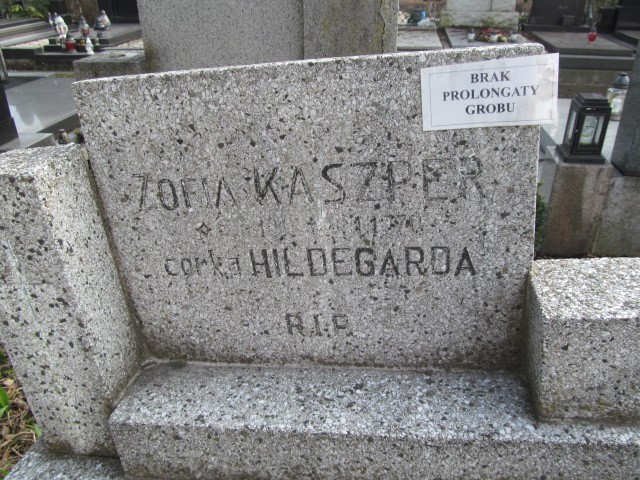 BRAK
PROLONGATY
GROBU
ZOFIA KASZPER
córka HILDEGARDA
R.I.P.